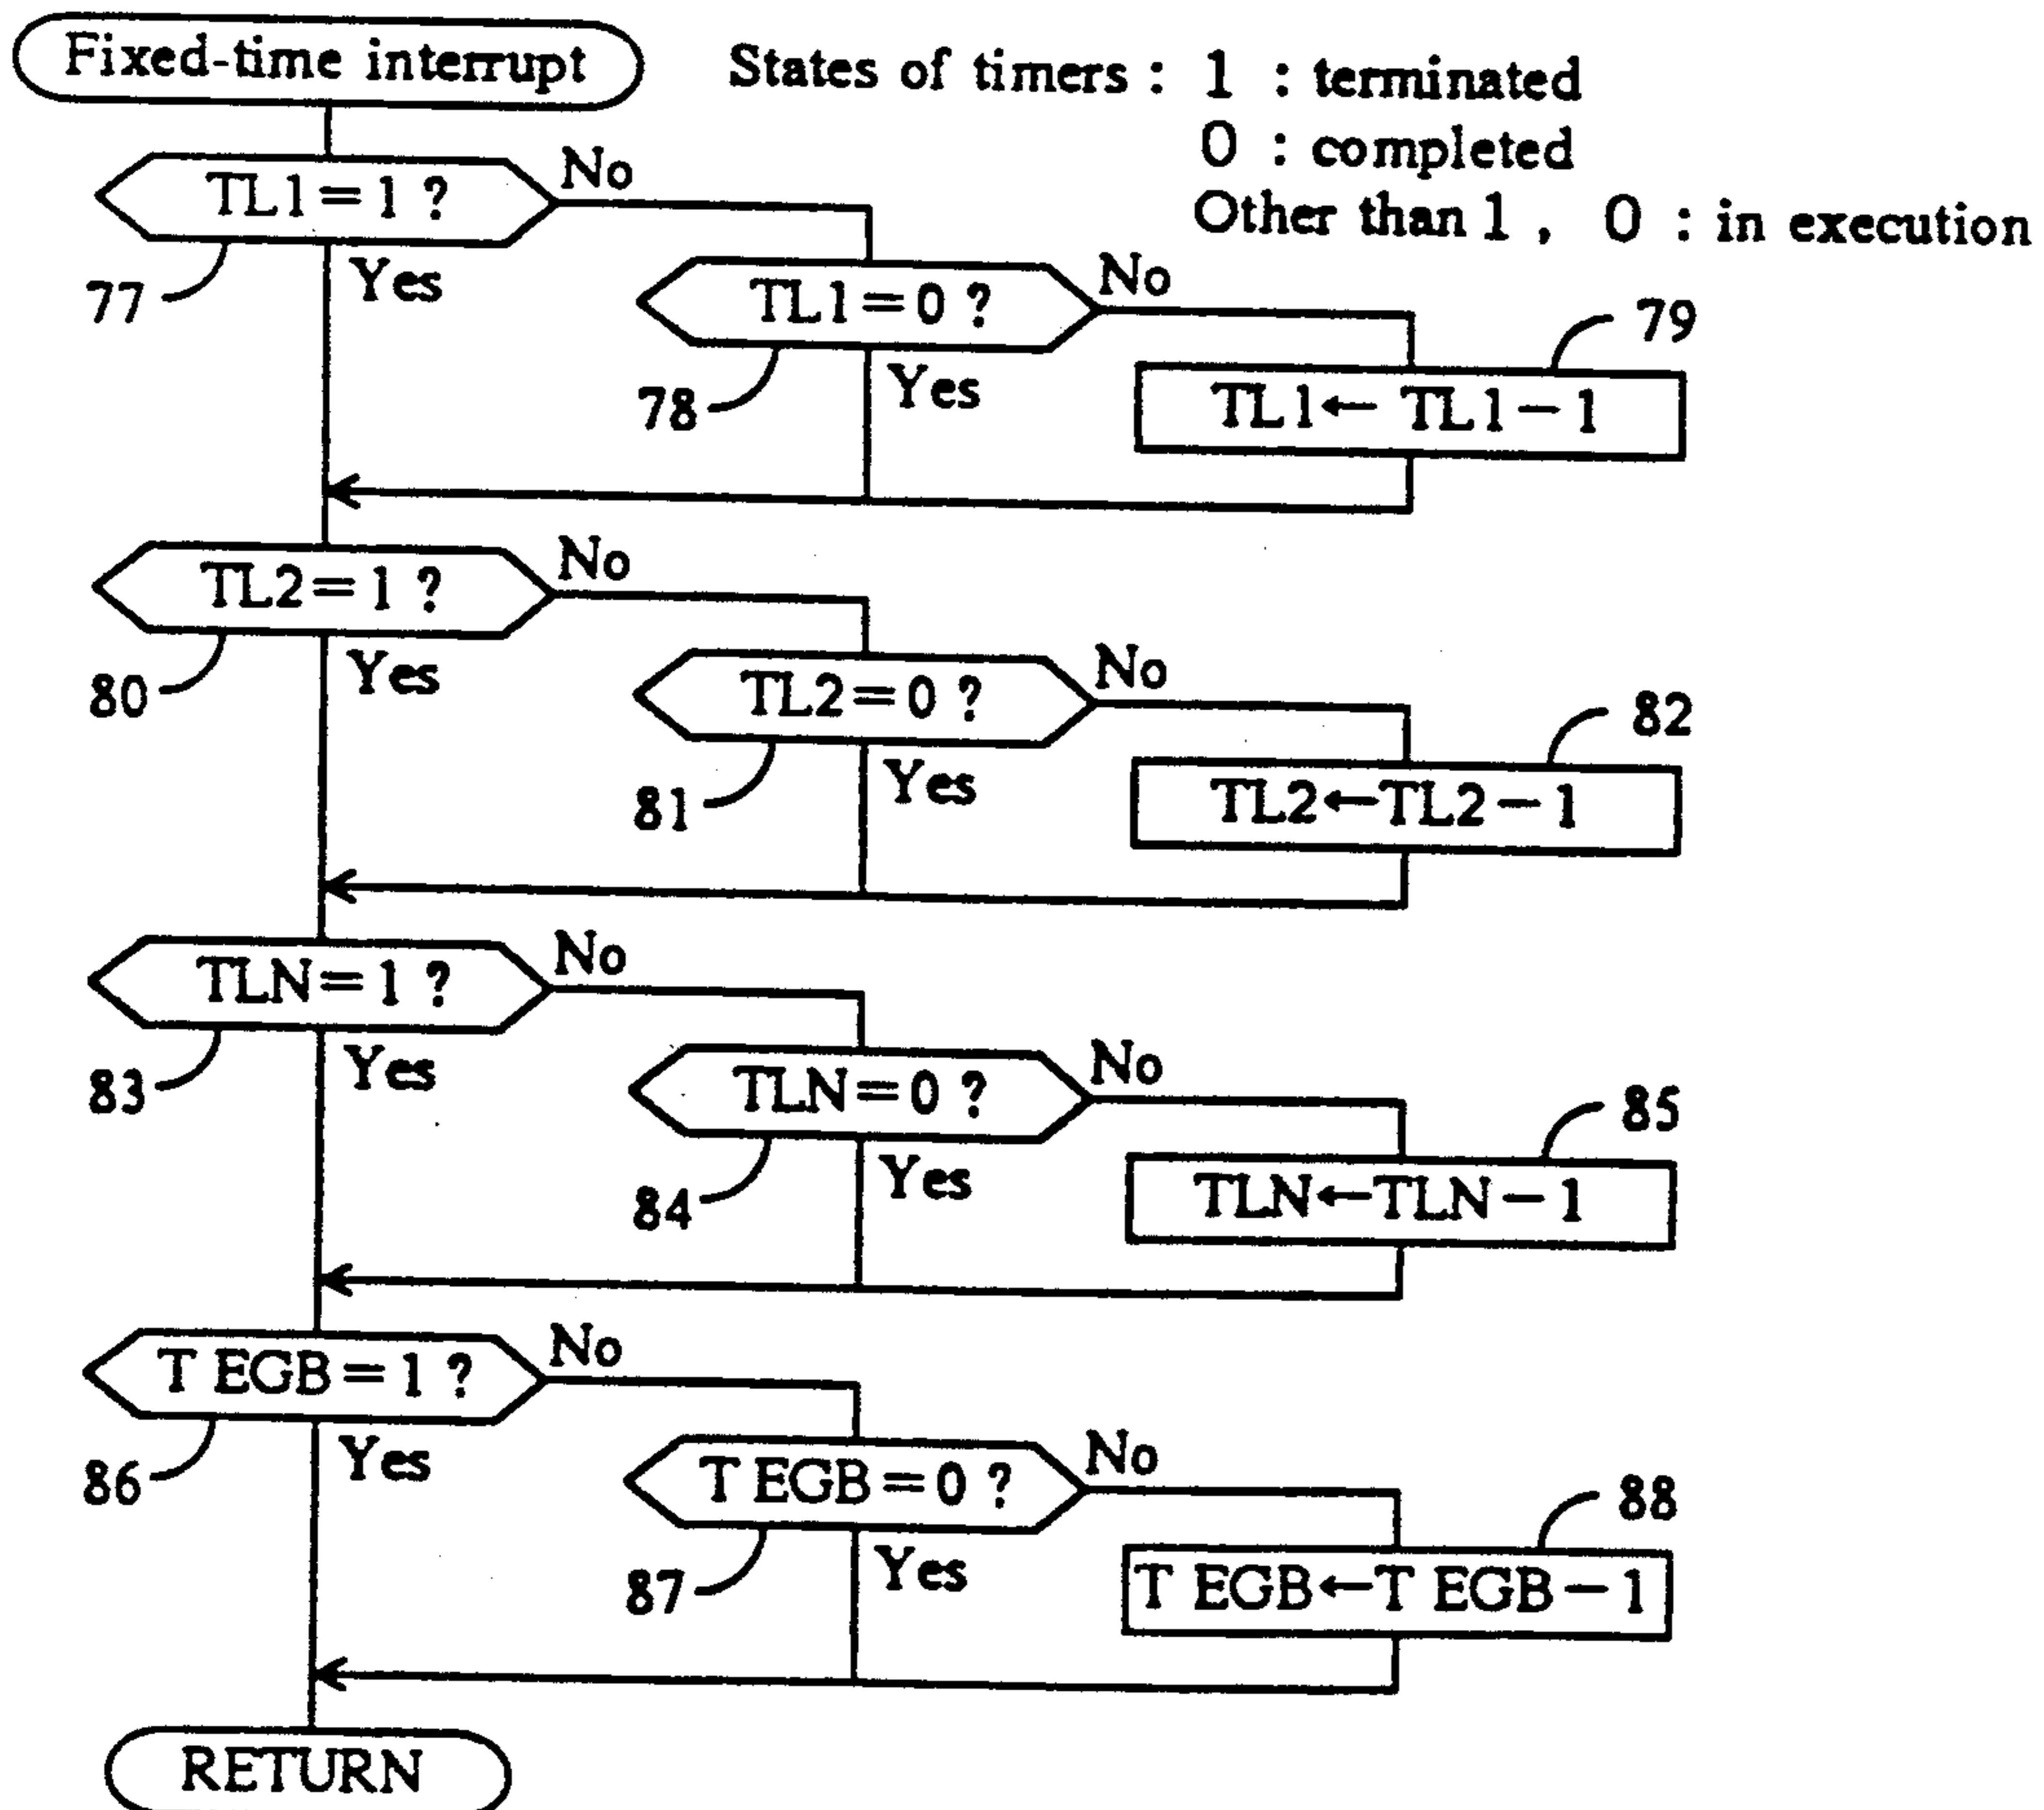 Fixed-time interrupt
States of timers : 1 : terminated
0 : completed
Other than 1 , 0 : in execution
TL1=1 ?
No
Yes
77
TL1=0 ?
No
Yes
78
79
TL1← TL1−1
TL2=1 ?
No
Yes
80
TL2=0 ?
No
Yes
81
82
TL2←TL2−1
TLN=1 ?
No
Yes
83
TLN=0 ?
No
Yes
84
85
TLN←TLN−1
T EGB=1 ?
No
Yes
86
T EGB=0 ?
No
Yes
87
88
T EGB←T EGB−1
RETURN